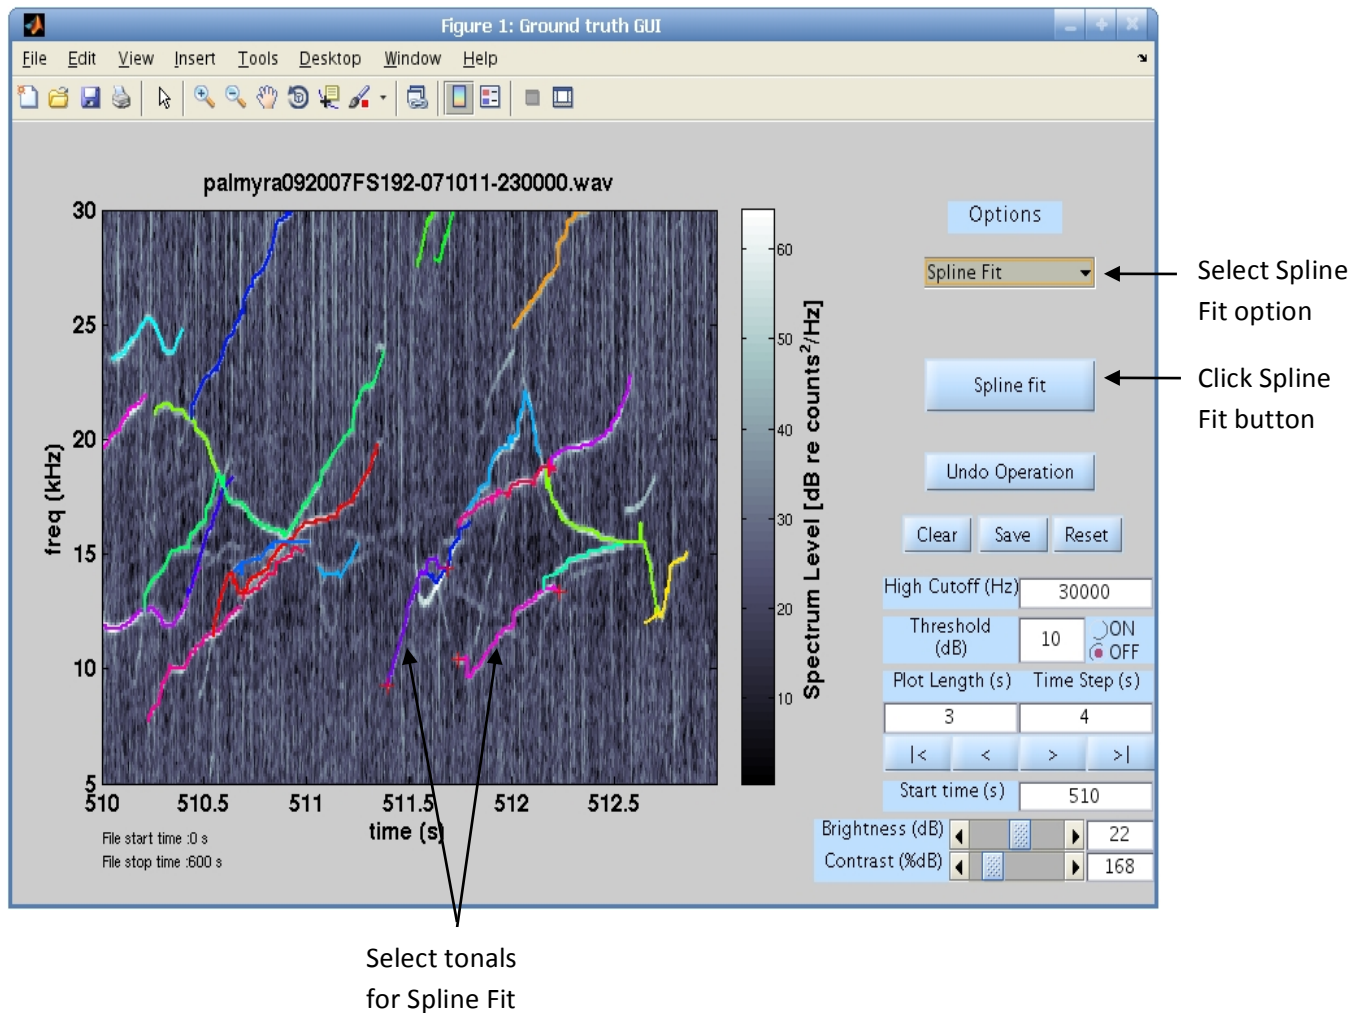 Figure 1: Ground truth GUI
File Edit View Insert Tools Desktop Window Help
palmyra092007FS192-071011-230000.wav
30
25
20
15
10
5
freq (kHz)
510 510.5 511 511.5 512 512.5
time (s)
File start time :0 s
File stop time :600 s
60
50
40
30
20
10
Spectrum Level [dB re counts²/Hz]
Options
Spline Fit
Spline fit
Undo Operation
Clear Save Reset
High Cutoff (Hz) 30000
Threshold
(dB)
10
ON
OFF
Plot Length (s) Time Step (s)
3 4
|< < > >|
Start time (s) 510
Brightness (dB) 22
Contrast (%dB) 168
Select Spline
Fit option
Click Spline
Fit button
Select tonals
for Spline Fit